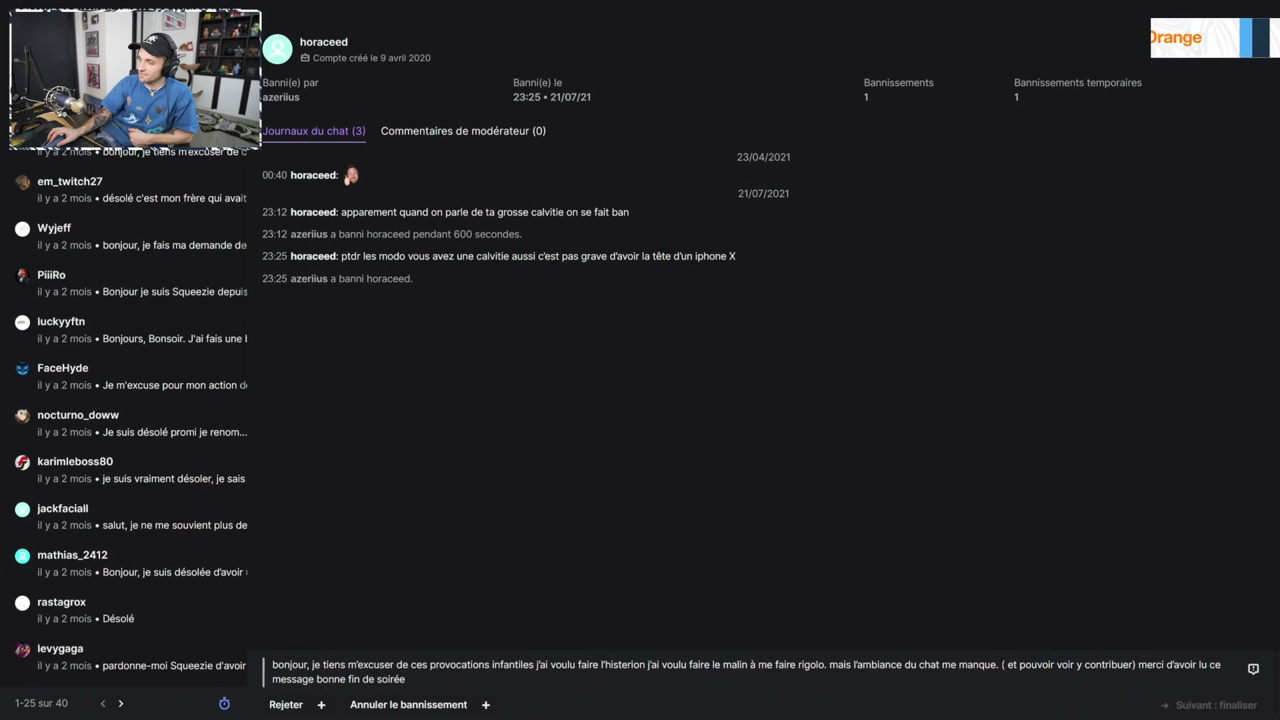 horaceed
Compte créé le 9 avril 2020
Orange
Banni(e) par
azeriius
Banni(e) le
23:25 • 21/07/21
Bannissements
1
Bannissements temporaires
1
Journaux du chat (3)
Commentaires de modérateur (0)
23/04/2021
00:40 horaceed:
21/07/2021
23:12 horaceed: apparement quand on parle de ta grosse calvitie on se fait ban
23:12 azeriius a banni horaceed pendant 600 secondes.
23:25 horaceed: ptdr les modo vous avez une calvitie aussi c'est pas grave d'avoir la tête d'un iphone X
23:25 azeriius a banni horaceed.
il y a 2 mois • bonjour, je tiens m'excuser de c
em_twitch27
il y a 2 mois • désolé c'est mon frère qui avait
Wyjeff
il y a 2 mois • bonjour, je fais ma demande de
PiiiRo
il y a 2 mois • Bonjour je suis Squeezie depuis
luckyyftn
il y a 2 mois • Bonjours, Bonsoir. J'ai fais une
FaceHyde
il y a 2 mois • Je m'excuse pour mon action d
nocturno_doww
il y a 2 mois • Je suis désolé promi je renom...
karimleboss80
il y a 2 mois • je suis vraiment désoler, je sais
jackfaciall
il y a 2 mois • salut, je ne me souvient plus de
mathias_2412
il y a 2 mois • Bonjour, je suis désolée d'avoir
rastagrox
il y a 2 mois • Désolé
levygaga
il y a 2 mois • pardonne-moi Squeezie d'avoir
bonjour, je tiens m'excuser de ces provocations infantiles j'ai voulu faire l'histerion j'ai voulu faire le malin à me faire rigolo. mais l'ambiance du chat me manque. ( et pouvoir voir y contribuer) merci d'avoir lu ce
message bonne fin de soirée
1-25 sur 40
Rejeter +
Annuler le bannissement +
Suivant : finaliser